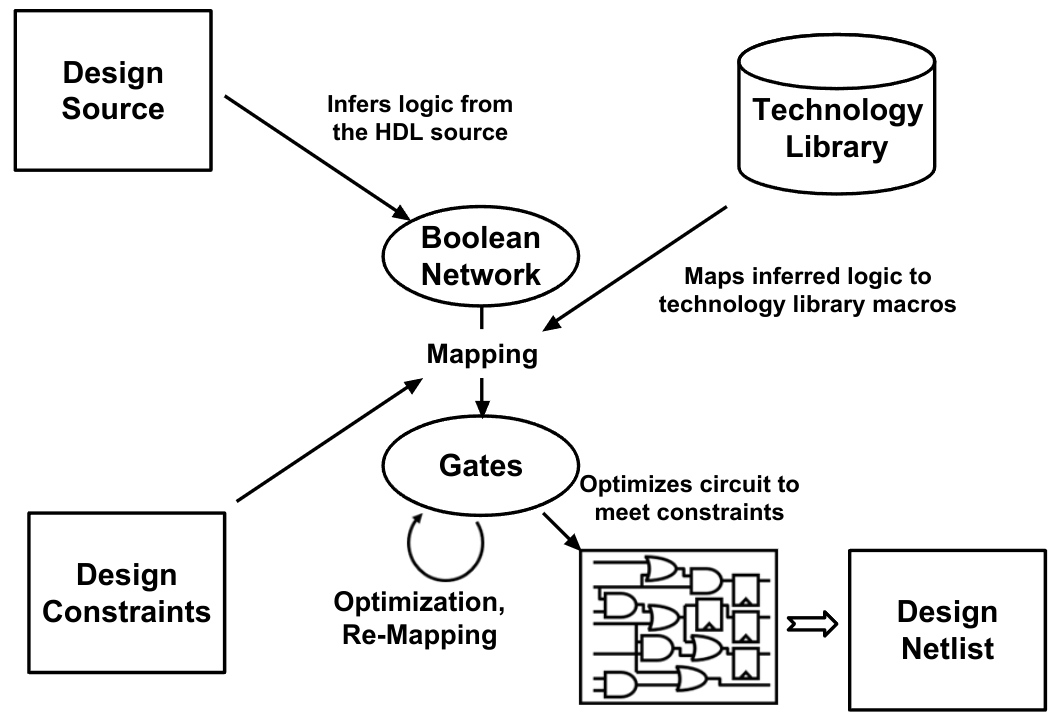 Design
Source
Infers logic from
the HDL source
Technology
Library
Boolean
Network
Maps inferred logic to
technology library macros
Mapping
Gates
Optimizes circuit to
meet constraints
Design
Constraints
Optimization,
Re-Mapping
Design
Netlist